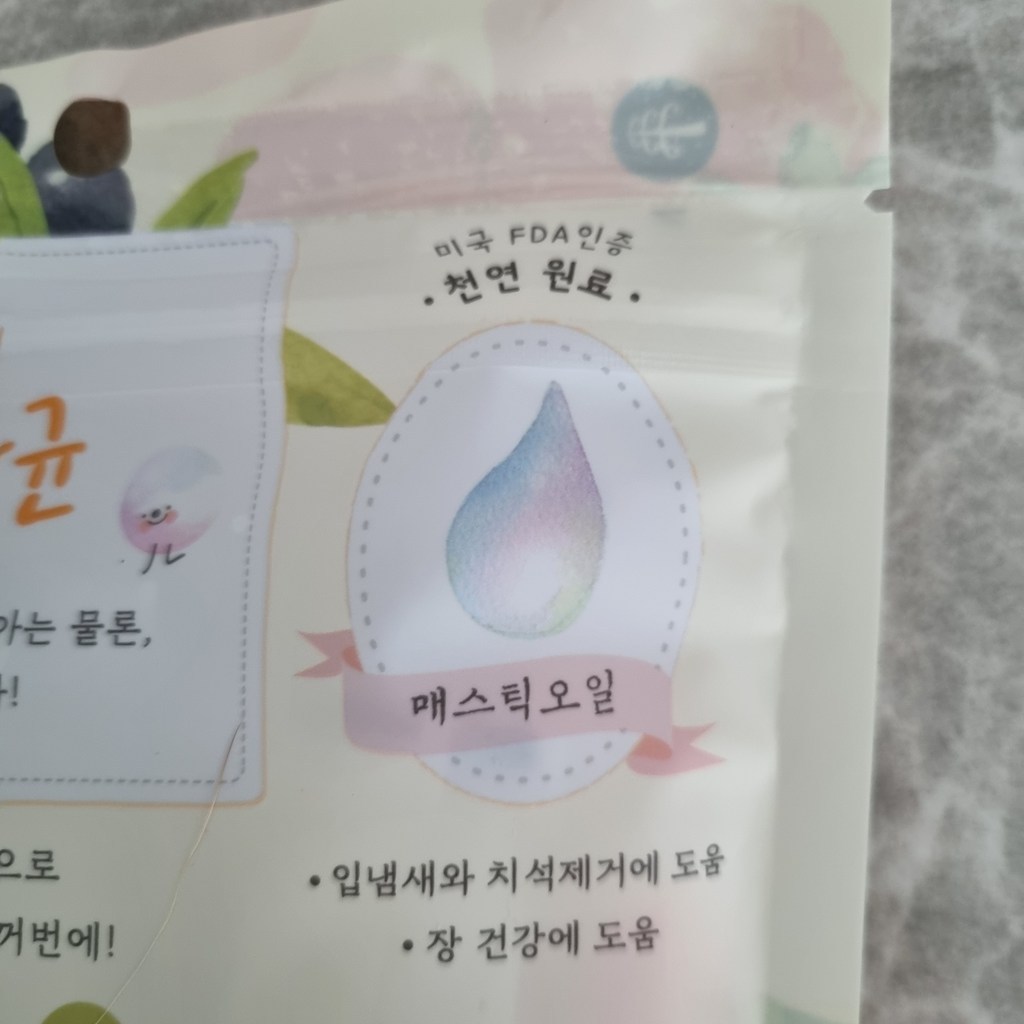 미국 FDA인증
• 천연 원료 •
균
아는 물론,
매스틱오일
으로
꺼번에!
• 입냄새와 치석제거에 도움
• 장 건강에 도움